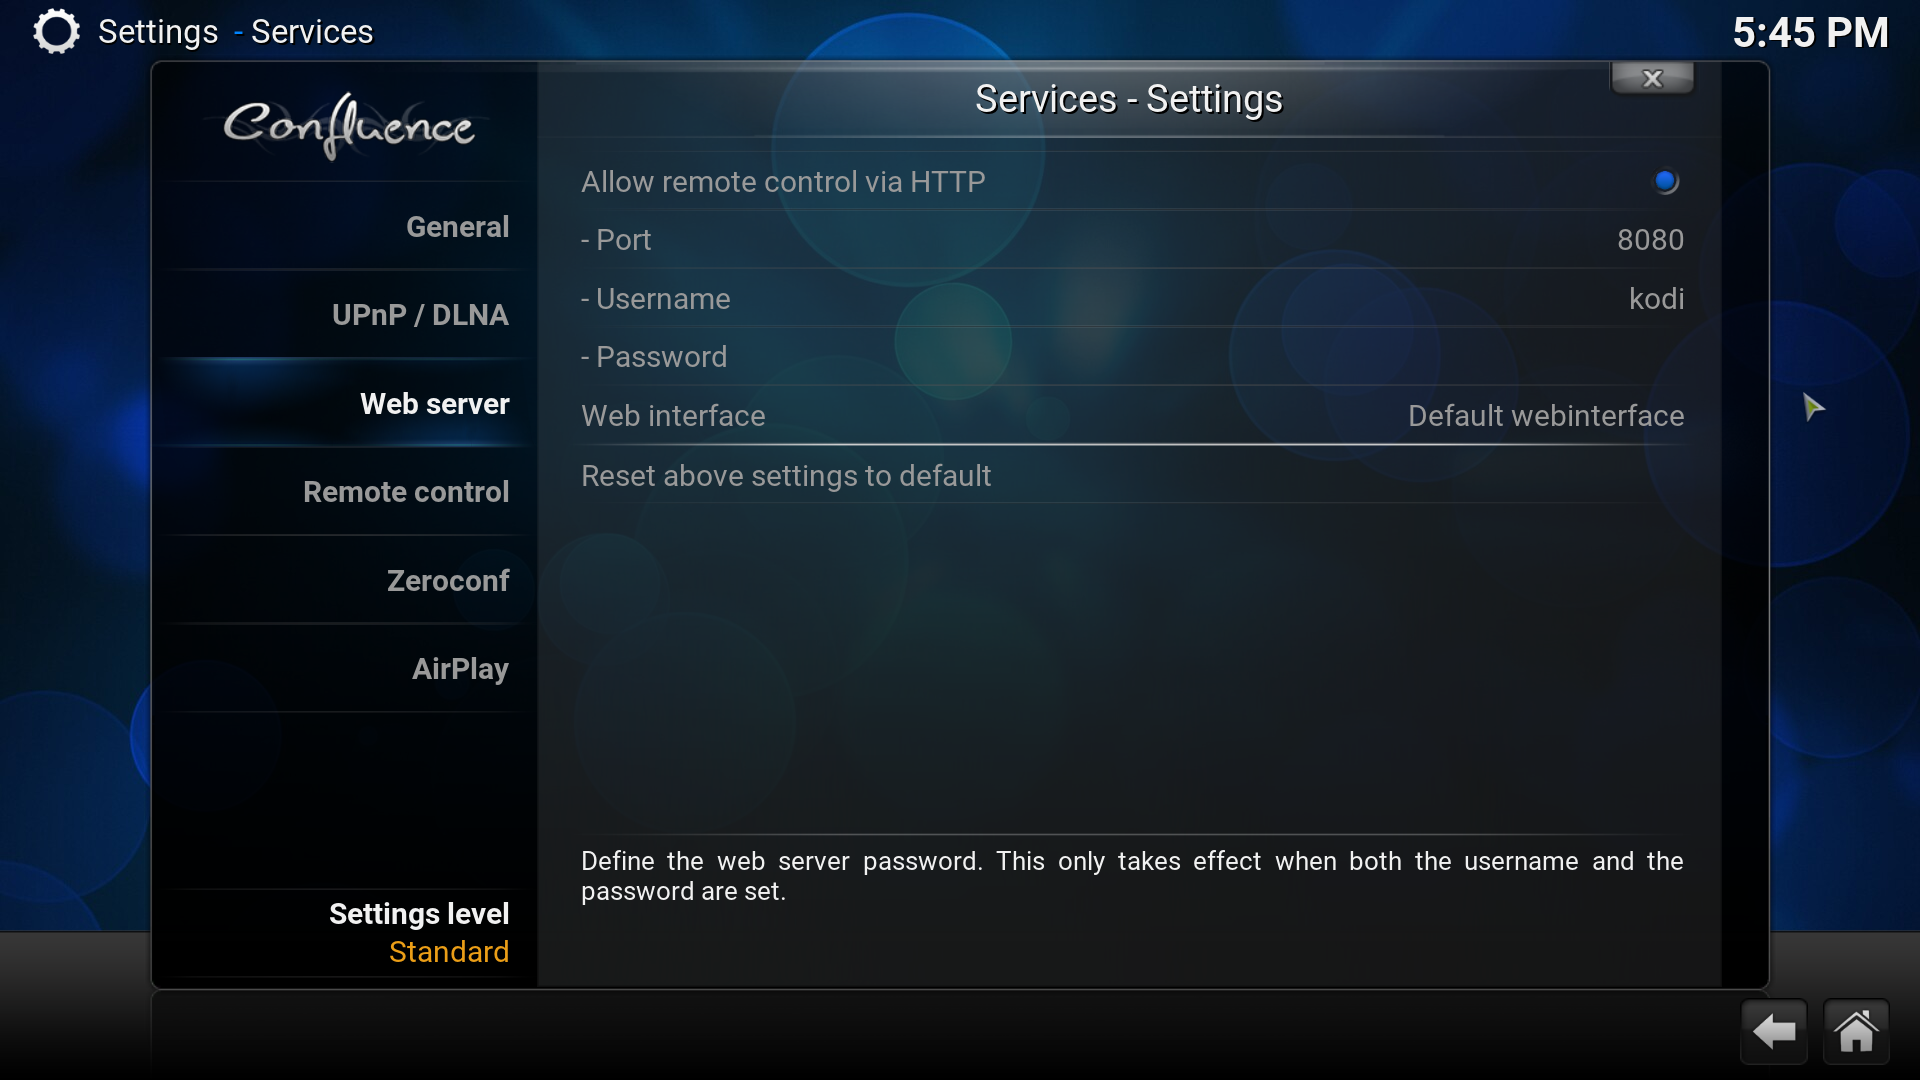 Settings - Services
5:45 PM
Confluence
Services - Settings
x
General
UPnP / DLNA
Web server
Remote control
Zeroconf
AirPlay
Settings level
Standard
Allow remote control via HTTP
- Port 8080
- Username kodi
- Password
Web interface Default webinterface
Reset above settings to default
Define the web server password. This only takes effect when both the username and the
password are set.